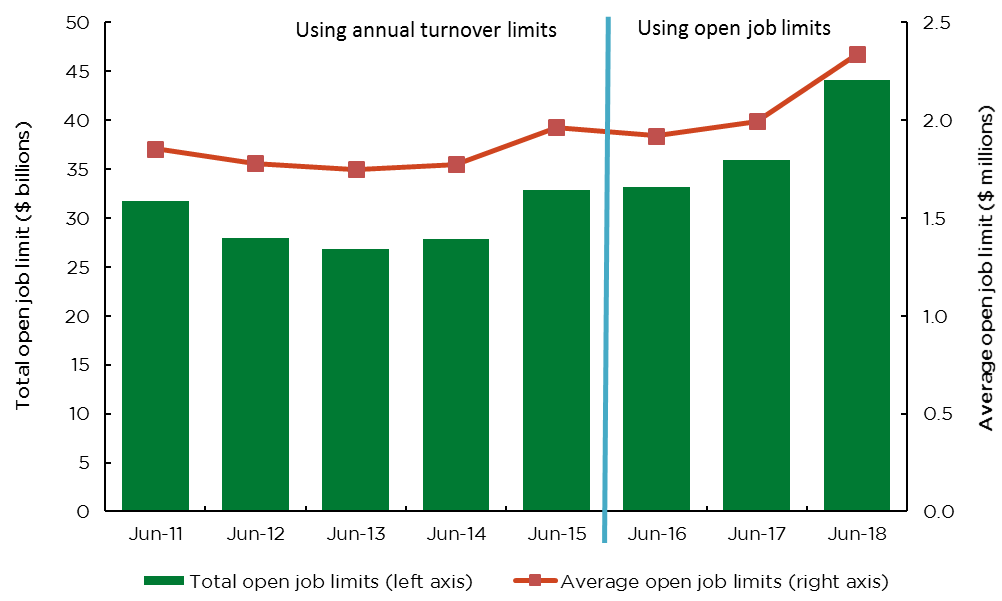 Using annual turnover limits
Using open job limits
Total open job limit ($ billions)
50
45
40
35
30
25
20
15
10
5
0
2.5
2.0
1.5
1.0
0.5
0.0
Average open job limit ($ millions)
Jun-11
Jun-12
Jun-13
Jun-14
Jun-15
Jun-16
Jun-17
Jun-18
Total open job limits (left axis)
Average open job limits (right axis)